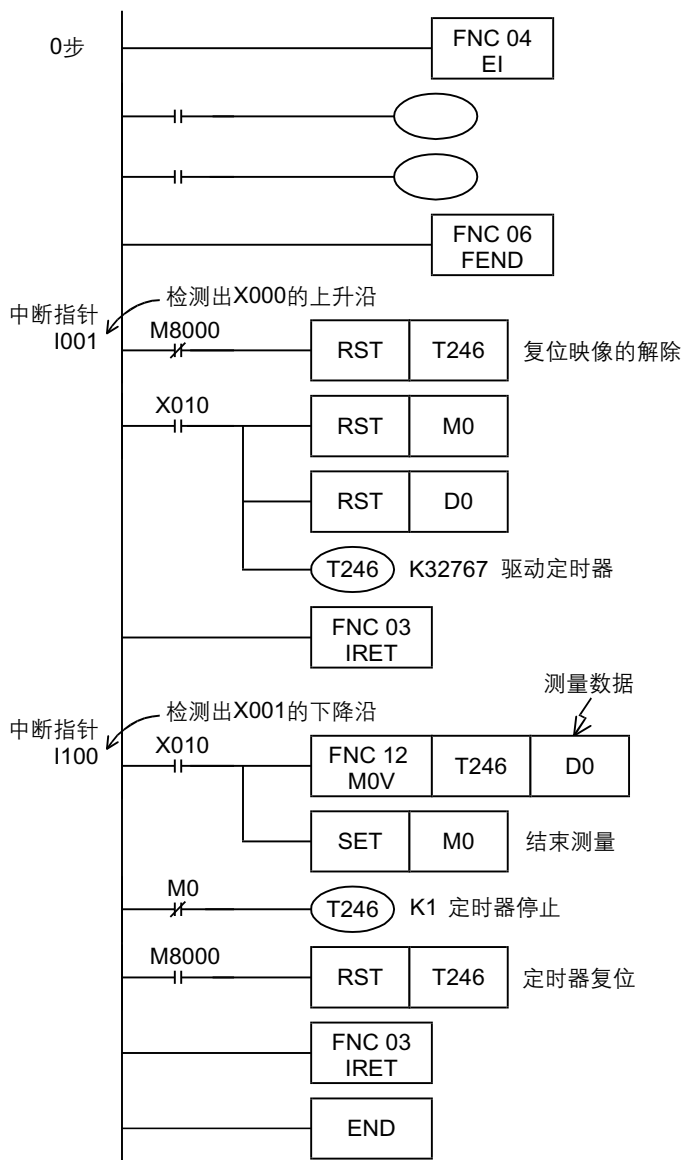 0步
FNC 04
EI
FNC 06
FEND
中断指针
I001
检测出X000的上升沿
M8000
RST T246 复位映像的解除
X010
RST M0
RST D0
T246 K32767 驱动定时器
FNC 03
IRET
测量数据
中断指针
I100
检测出X001的下降沿
X010
FNC 12
M0V
T246 D0
SET M0 结束测量
M0
T246 K1 定时器停止
M8000
RST T246 定时器复位
FNC 03
IRET
END